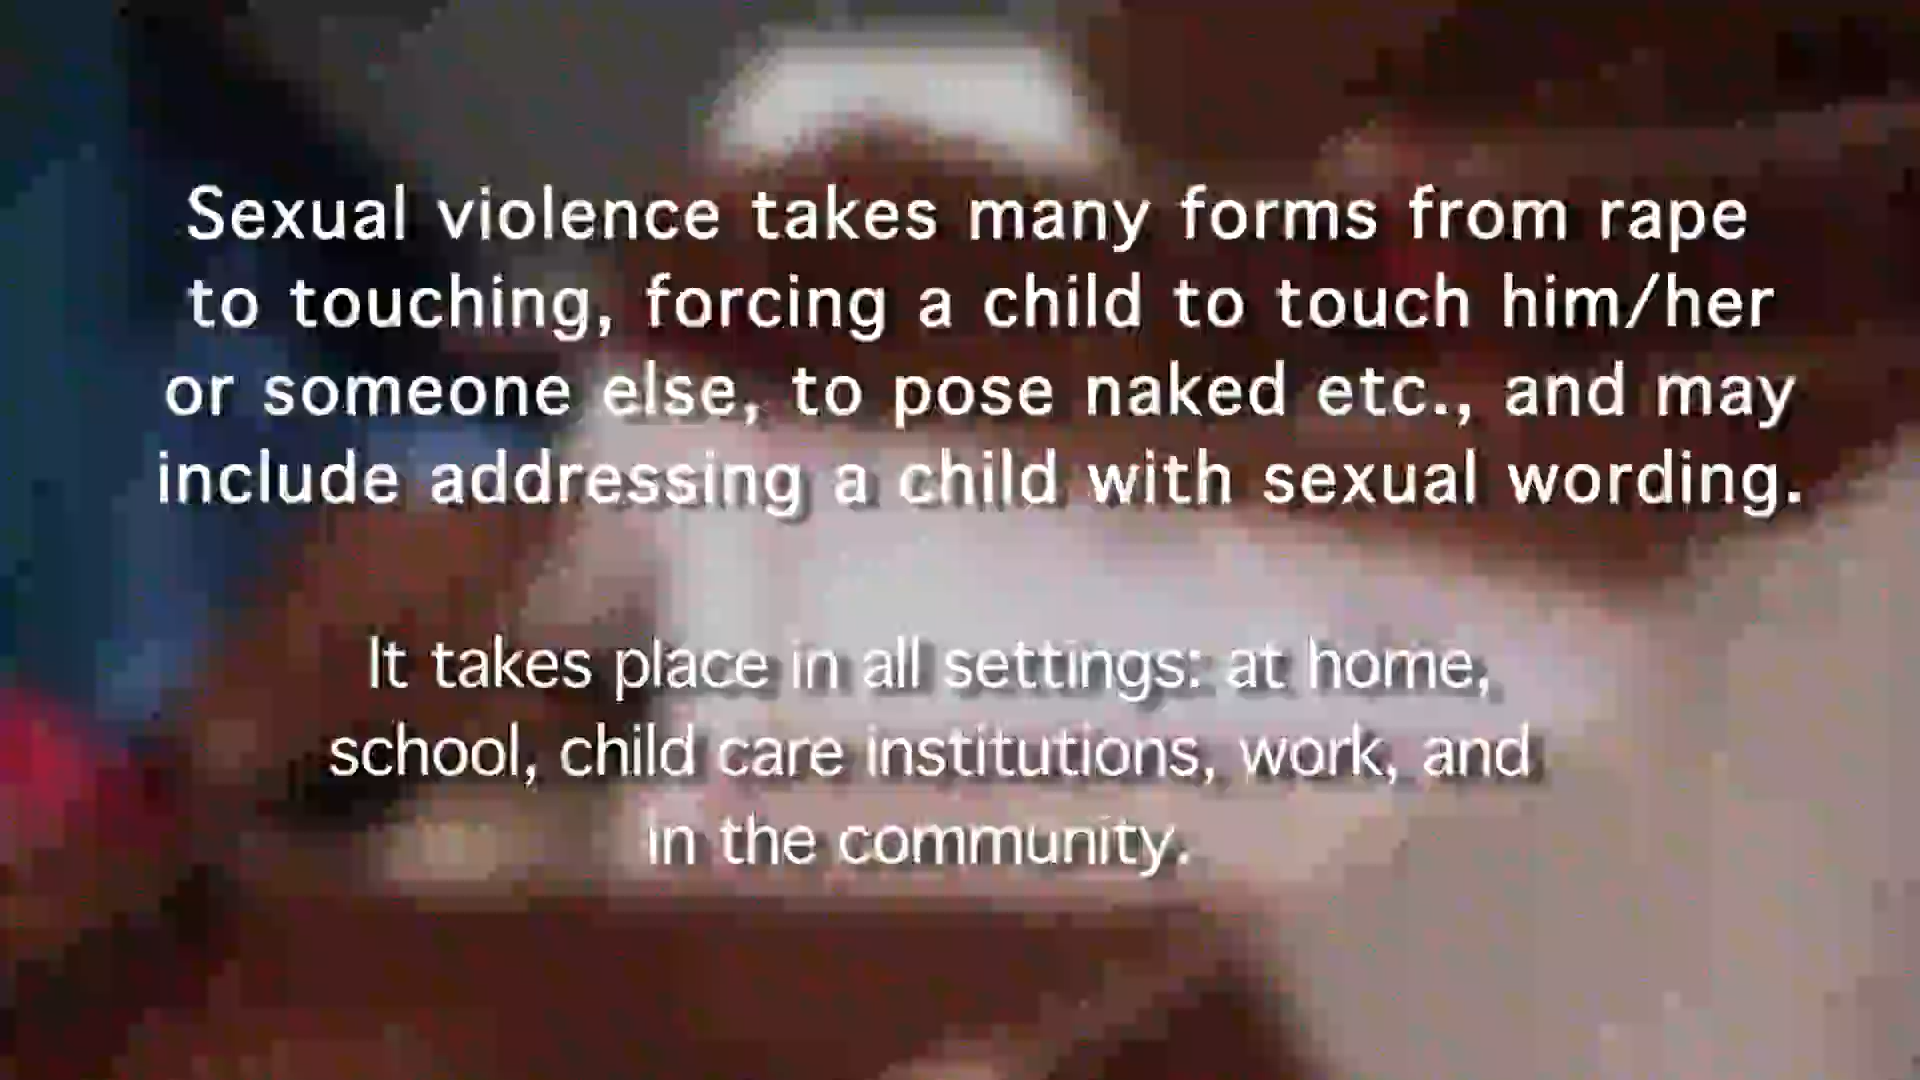 Sexual violence takes many forms from rape
to touching, forcing a child to touch him/her
or someone else, to pose naked etc., and may
include addressing a child with sexual wording.
It takes place in all settings: at home,
school, child care institutions, work, and
in the community.